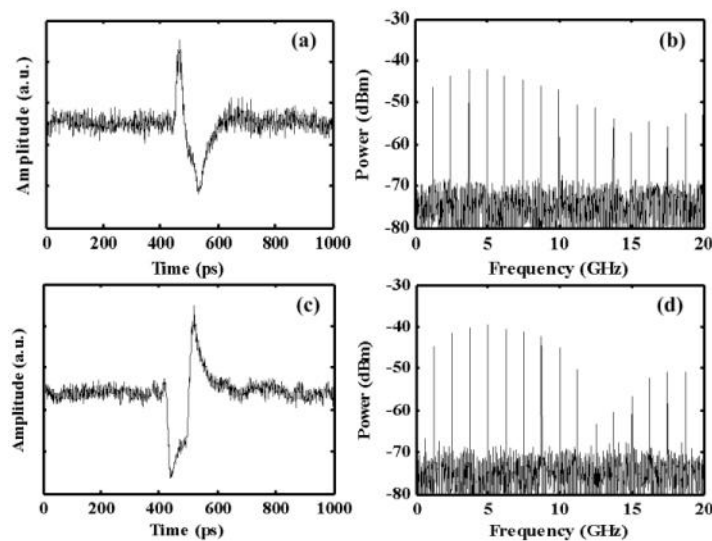 (a)
Amplitude (a.u.)
0 200 400 600 800 1000
Time (ps)
(b)
Power (dBm)
-30
-40
-50
-60
-70
-80
0 5 10 15 20
Frequency (GHz)
(c)
Amplitude (a.u.)
0 200 400 600 800 1000
Time (ps)
(d)
Power (dBm)
-30
-40
-50
-60
-70
-80
0 5 10 15 20
Frequency (GHz)